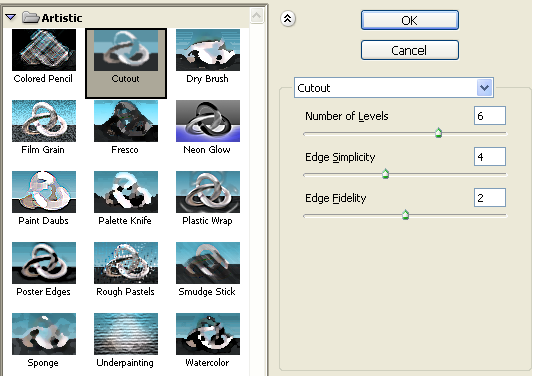 Artistic
Colored Pencil Cutout Dry Brush
Film Grain Fresco Neon Glow
Paint Daubs Palette Knife Plastic Wrap
Poster Edges Rough Pastels Smudge Stick
Sponge Underpainting Watercolor
OK
Cancel
Cutout
Number of Levels 6
Edge Simplicity 4
Edge Fidelity 2